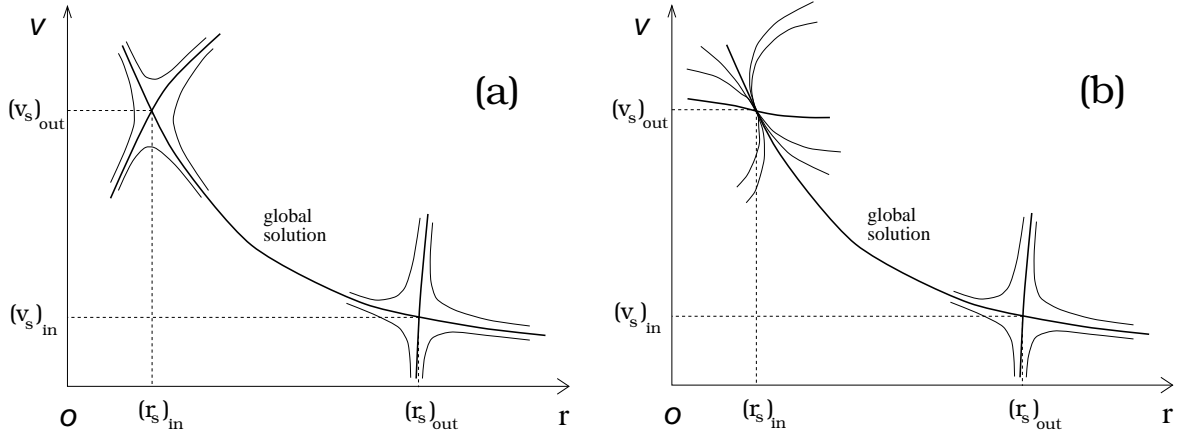 v
(a)
(v_s)_out
global
solution
(v_s)_in
o
(r_s)_in
(r_s)_out
r
v
(b)
(v_s)_out
global
solution
(v_s)_in
o
(r_s)_in
(r_s)_out
r